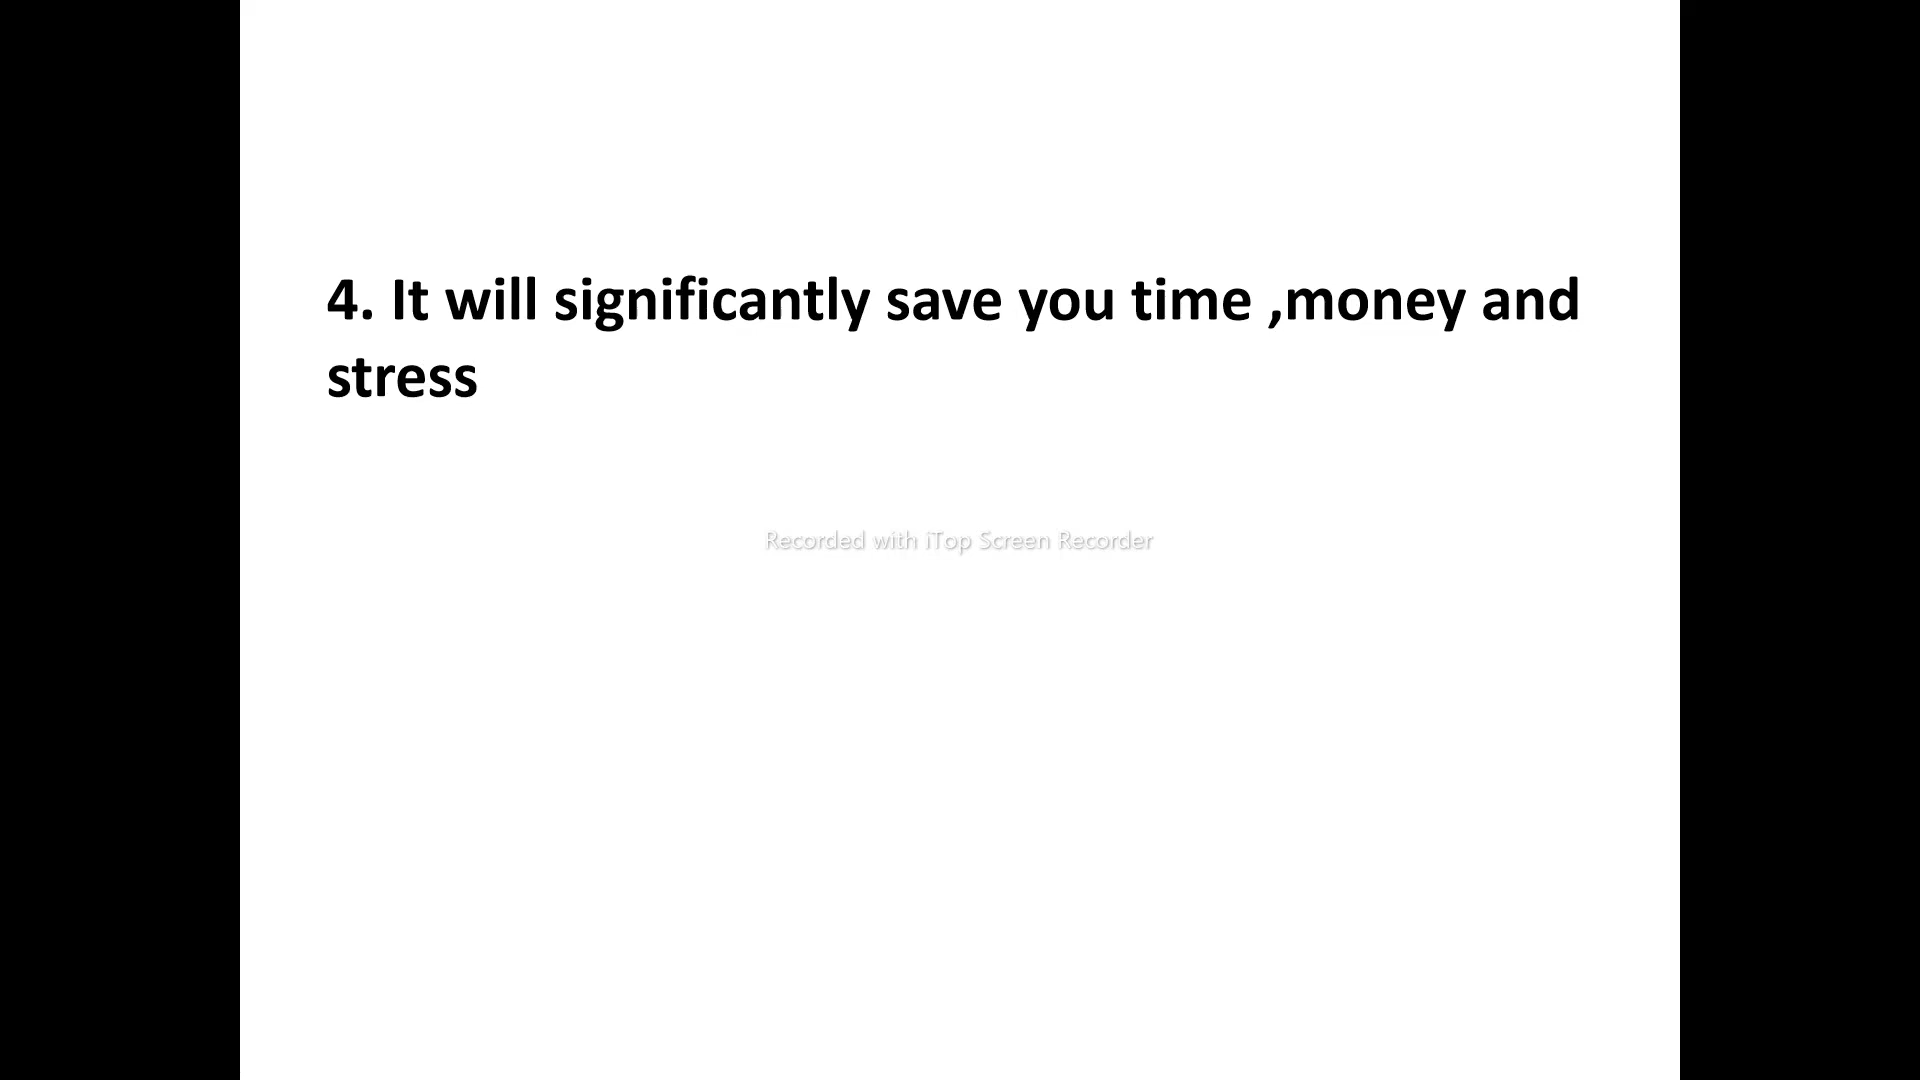 4. It will significantly save you time ,money and
stress
Recorded with iTop Screen Recorder